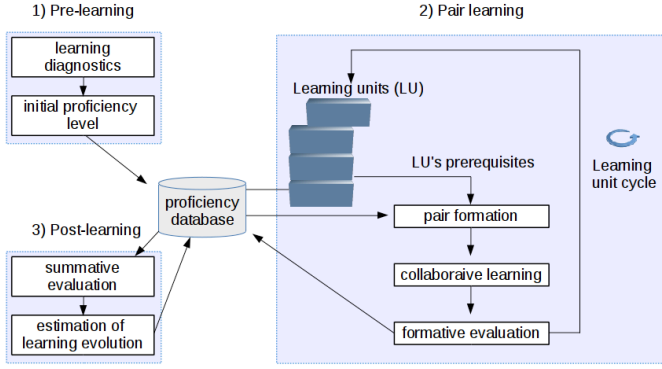 1) Pre-learning
learning
diagnostics
initial proficiency
level
2) Pair learning
Learning units (LU)
LU's prerequisites
Learning
unit cycle
proficiency
database
pair formation
collaboraive learning
formative evaluation
3) Post-learning
summative
evaluation
estimation of
learning evolution